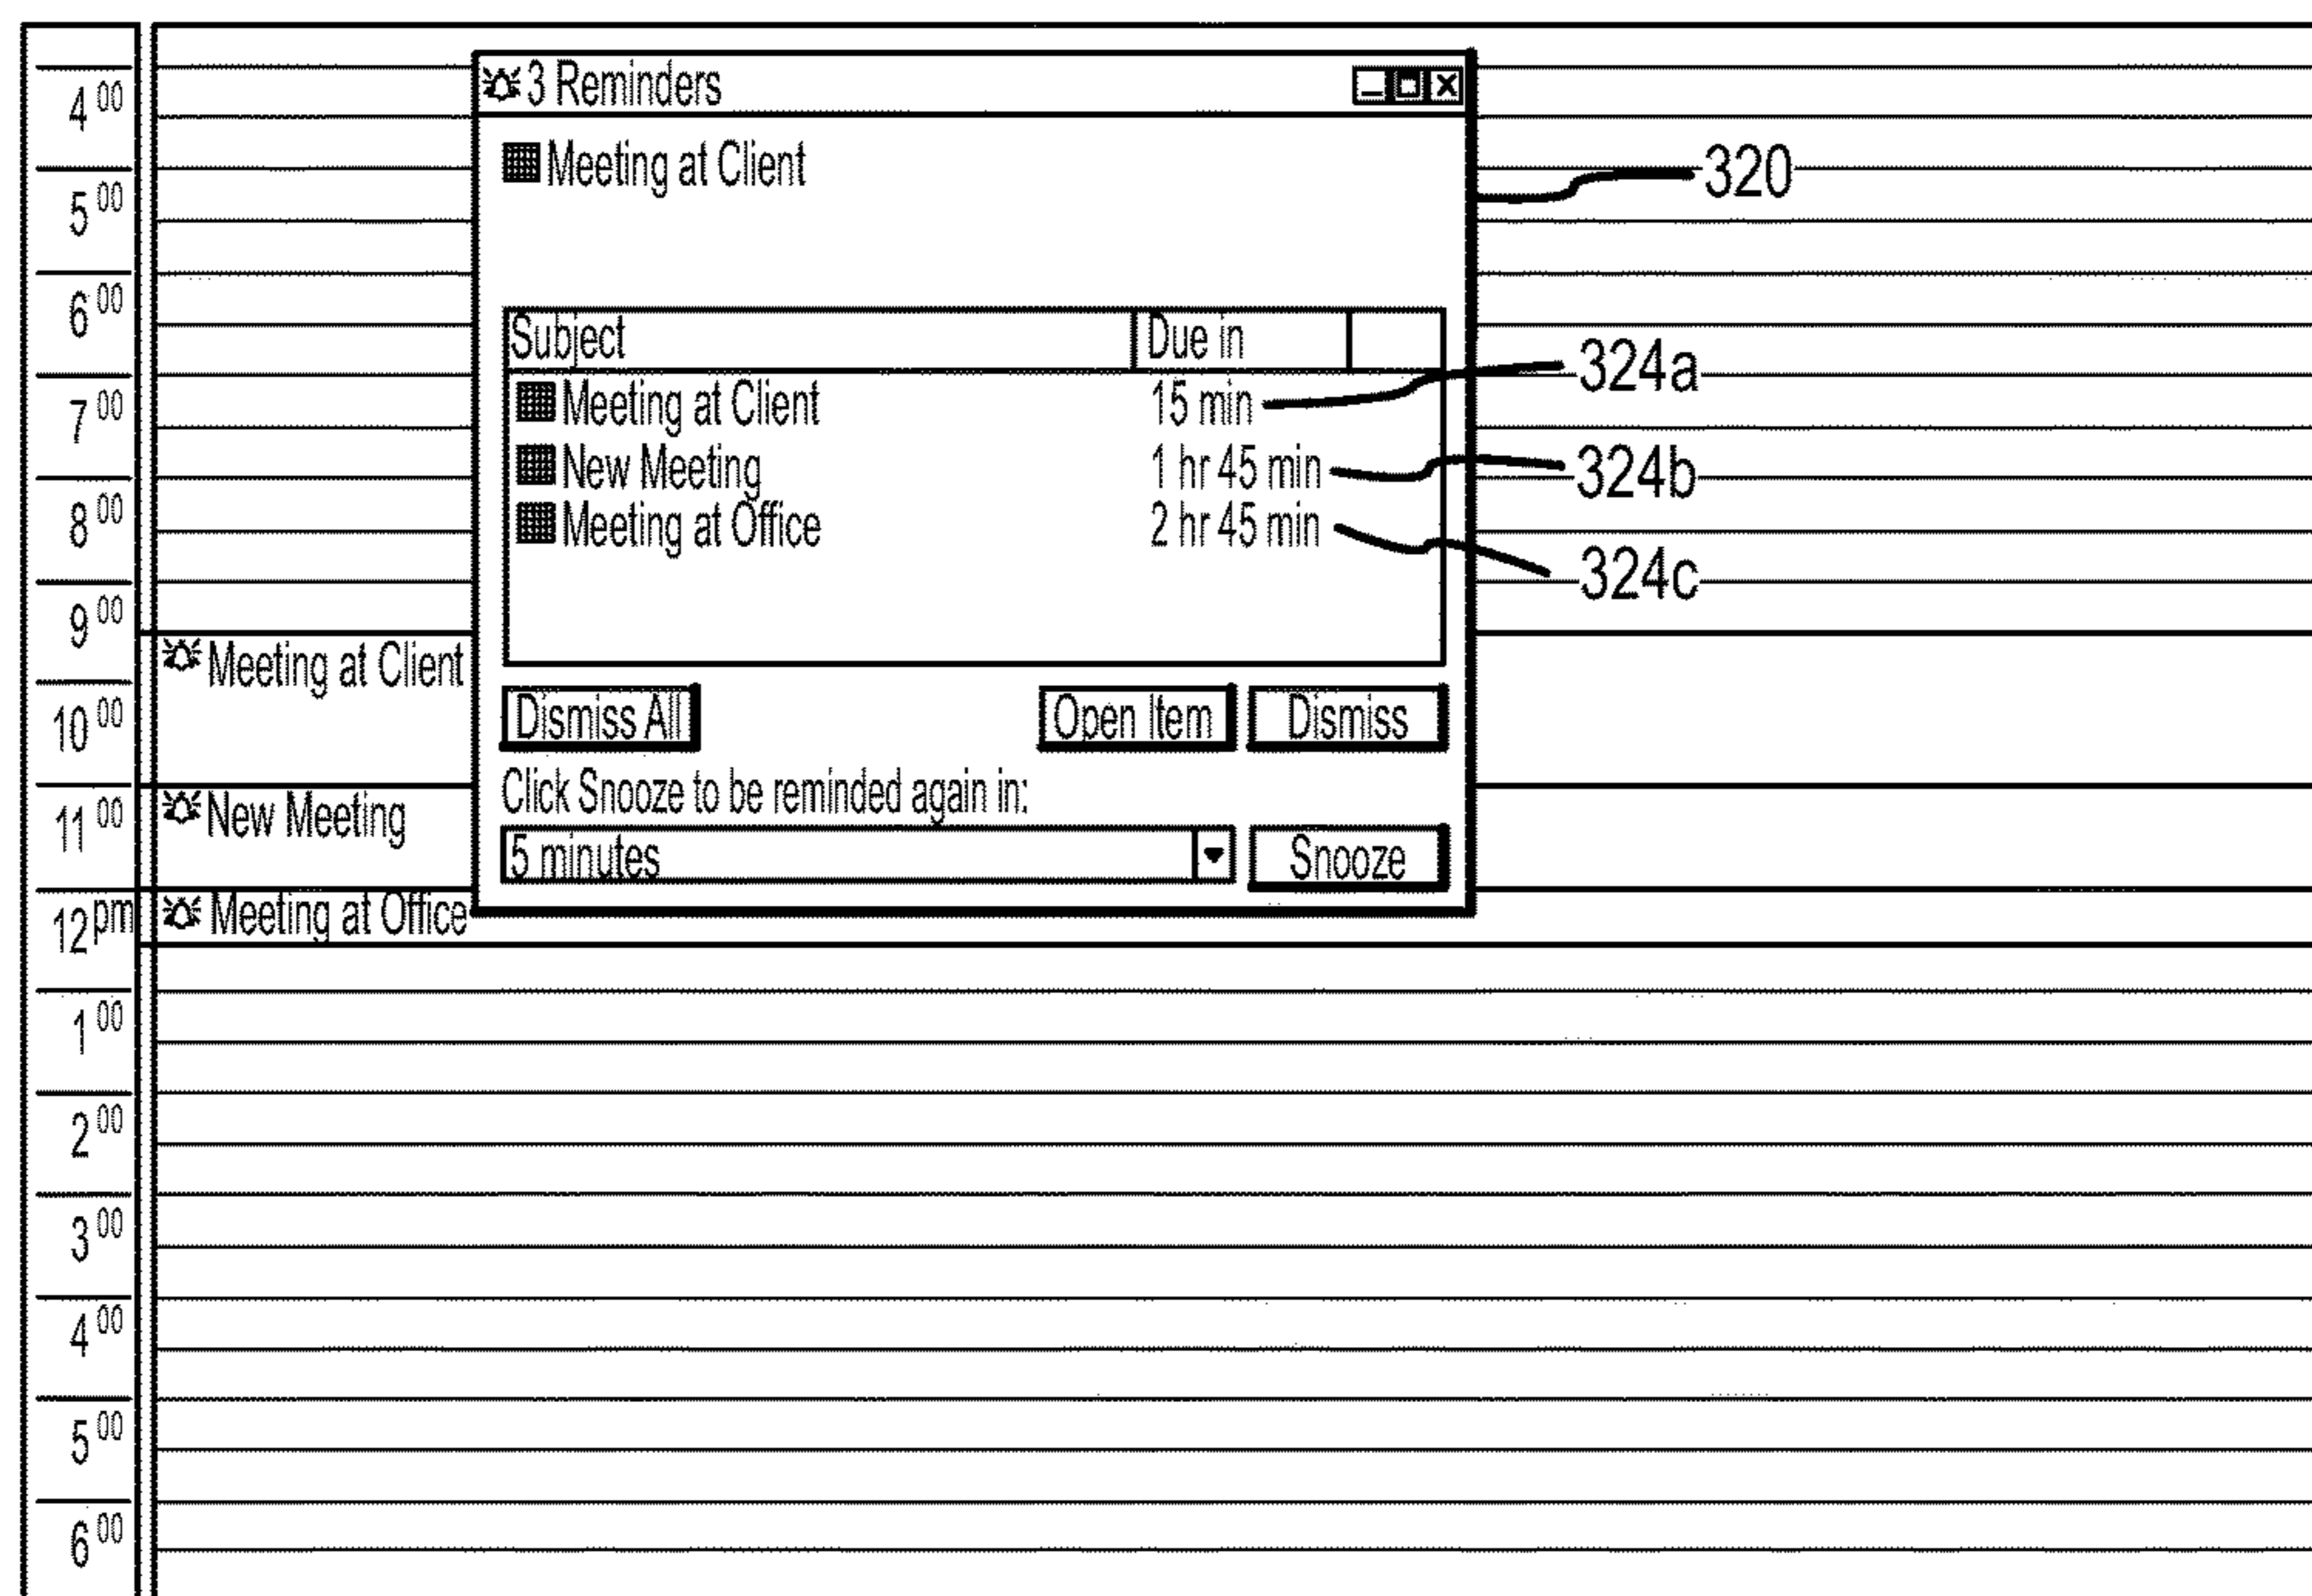 3 Reminders
4 00
Meeting at Client
320
5 00
6 00
Subject Due in
324a
Meeting at Client 15 min
7 00
New Meeting 1 hr 45 min
324b
8 00
Meeting at Office 2 hr 45 min
324c
9 00
Meeting at Client
10 00
Dismiss All Open Item Dismiss
Click Snooze to be reminded again in:
11 00
New Meeting
5 minutes Snooze
12 pm
Meeting at Office
1 00
2 00
3 00
4 00
5 00
6 00